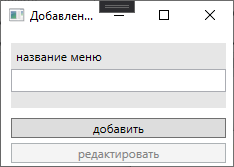 Добавлен...
название меню
добавить
редактировать